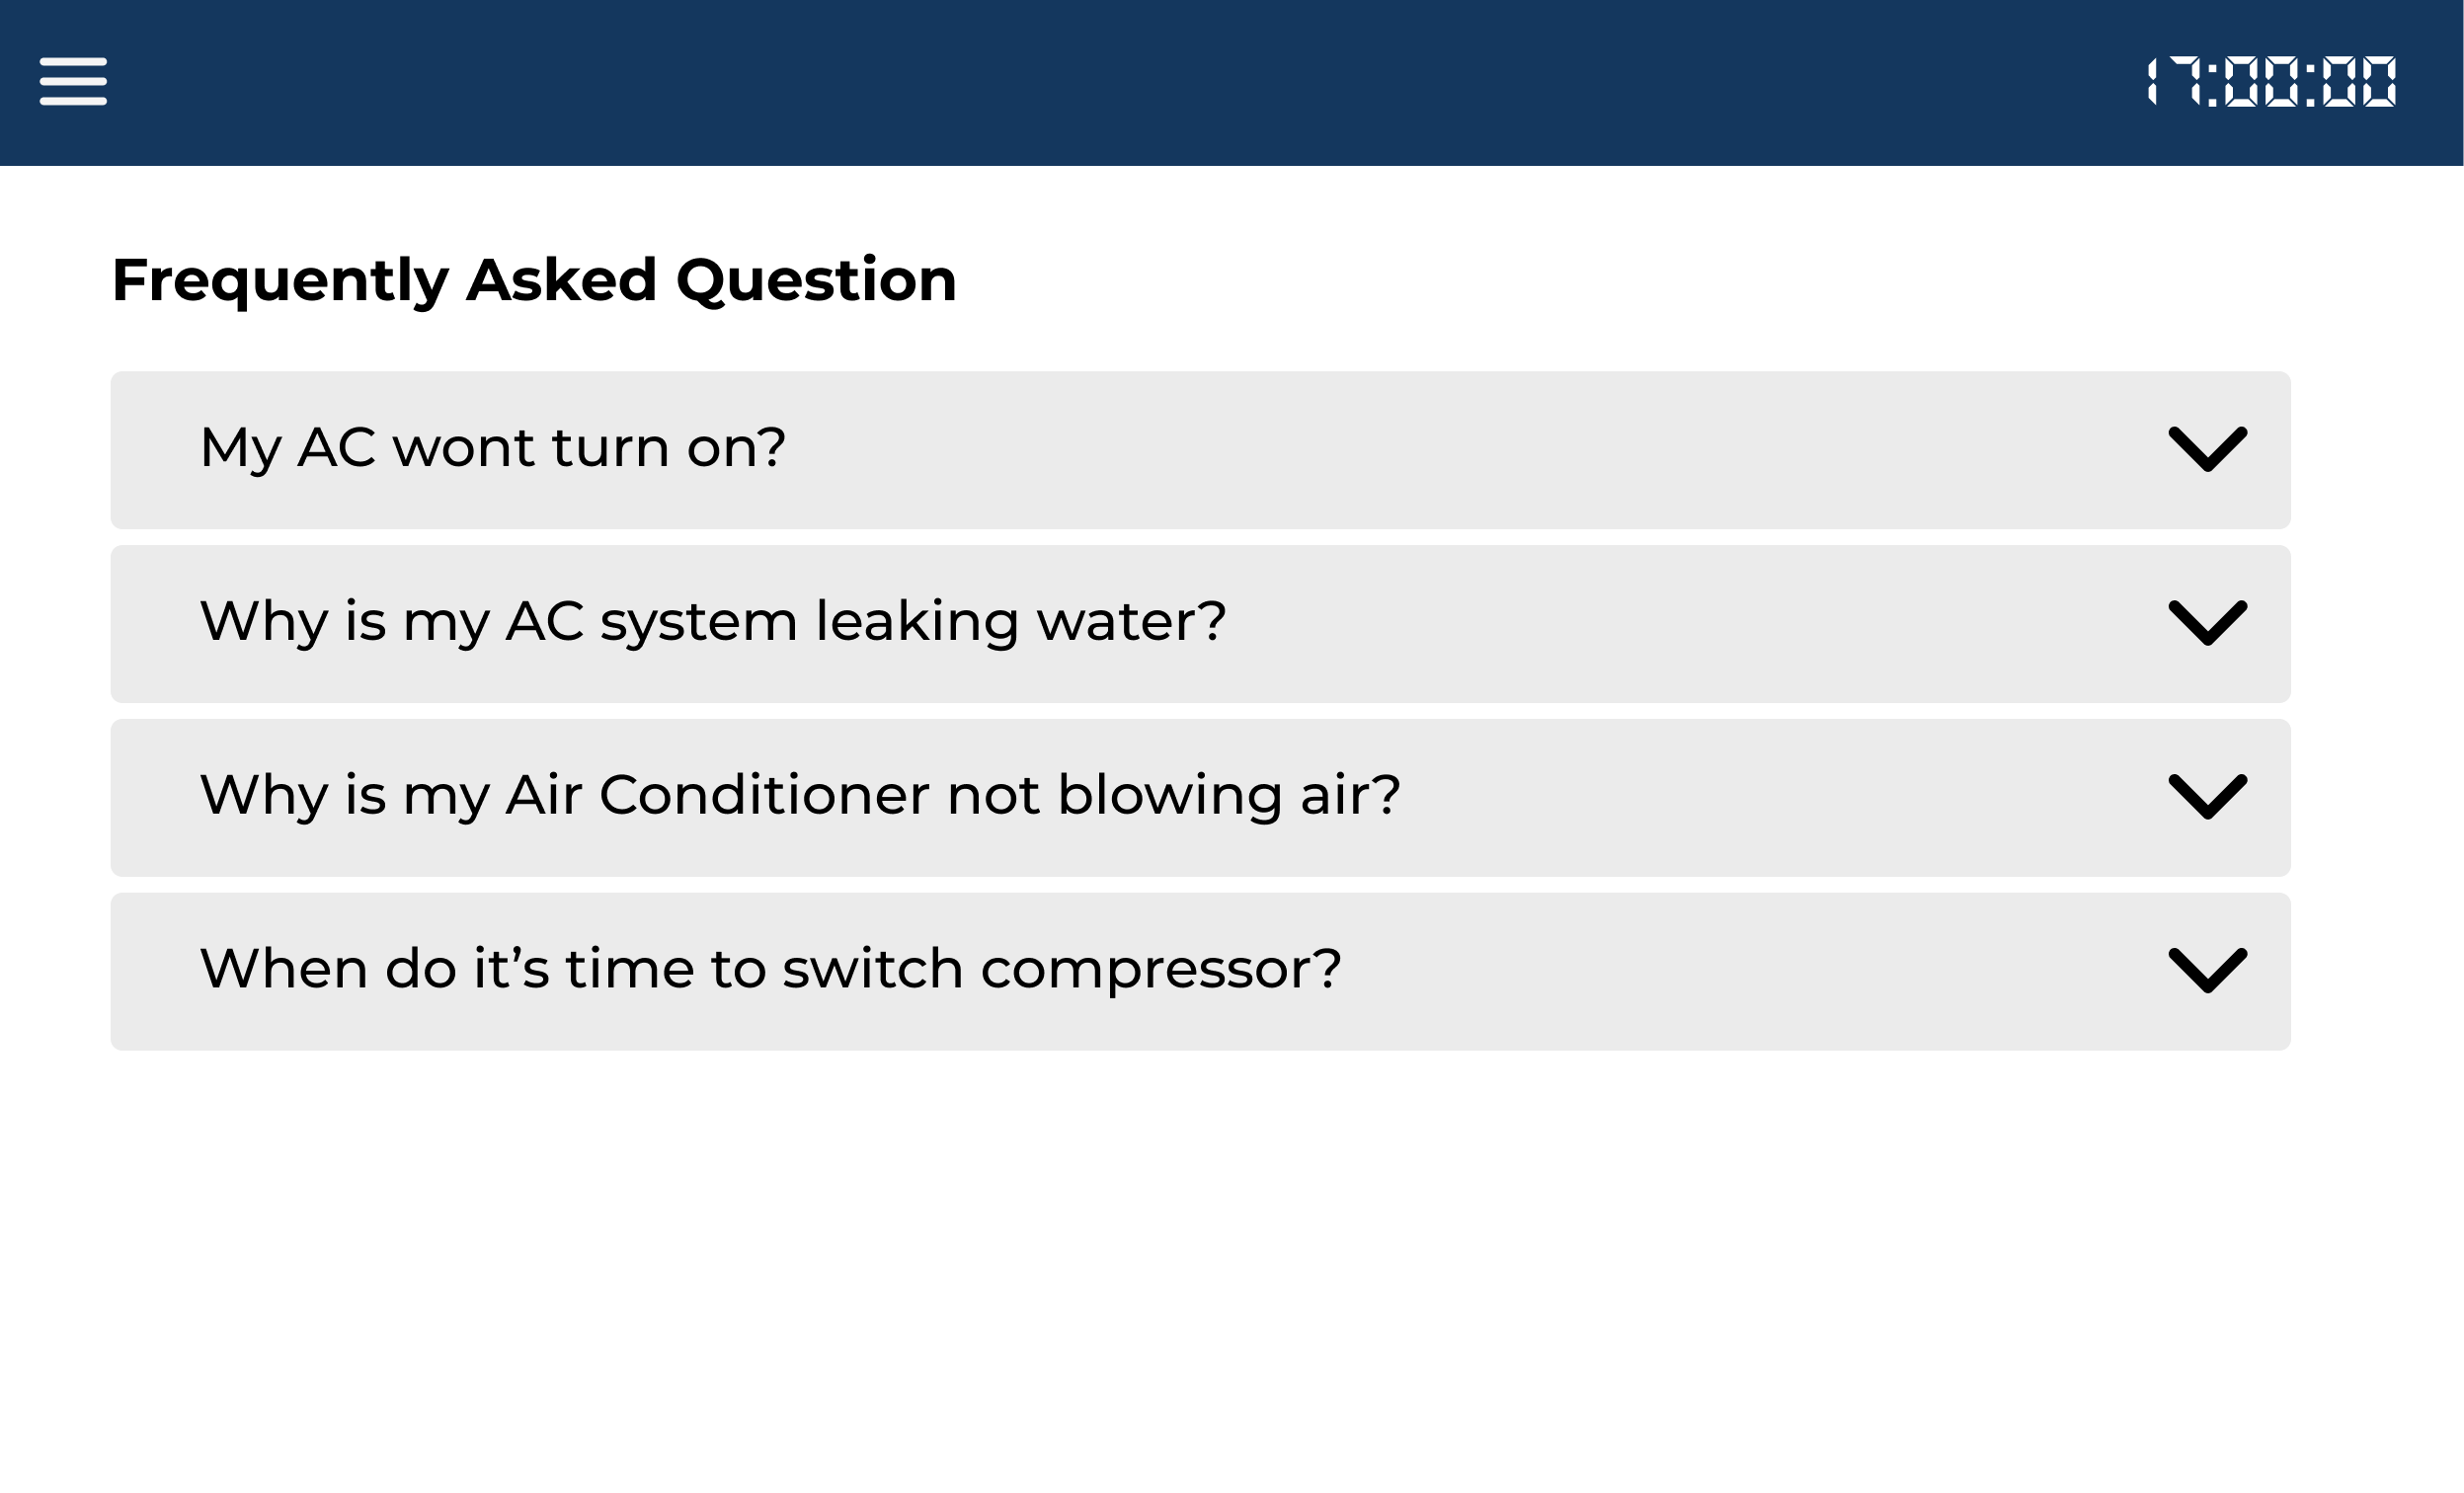 17:00:00
Frequently Asked Question
My AC wont turn on?
Why is my AC system leaking water?
Why is my Air Conditioner not blowing air?
When do it’s time to switch compressor?